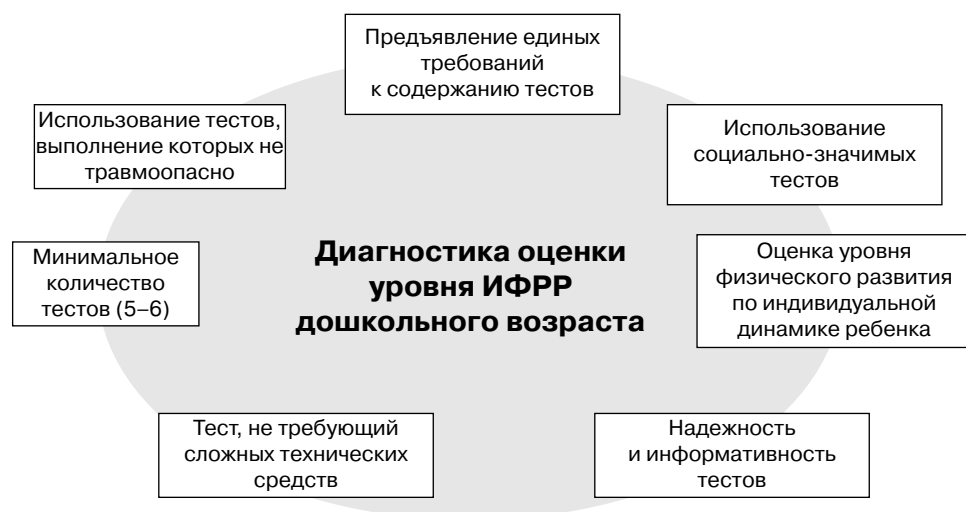 Предъявление единых
требований
к содержанию тестов
Использование тестов,
выполнение которых не
травмоопасно
Использование
социально-значимых
тестов
Минимальное
количество
тестов (5–6)
Диагностика оценки
уровня ИФРР
дошкольного возраста
Оценка уровня
физического развития
по индивидуальной
динамике ребенка
Тест, не требующий
сложных технических
средств
Надежность
и информативность
тестов